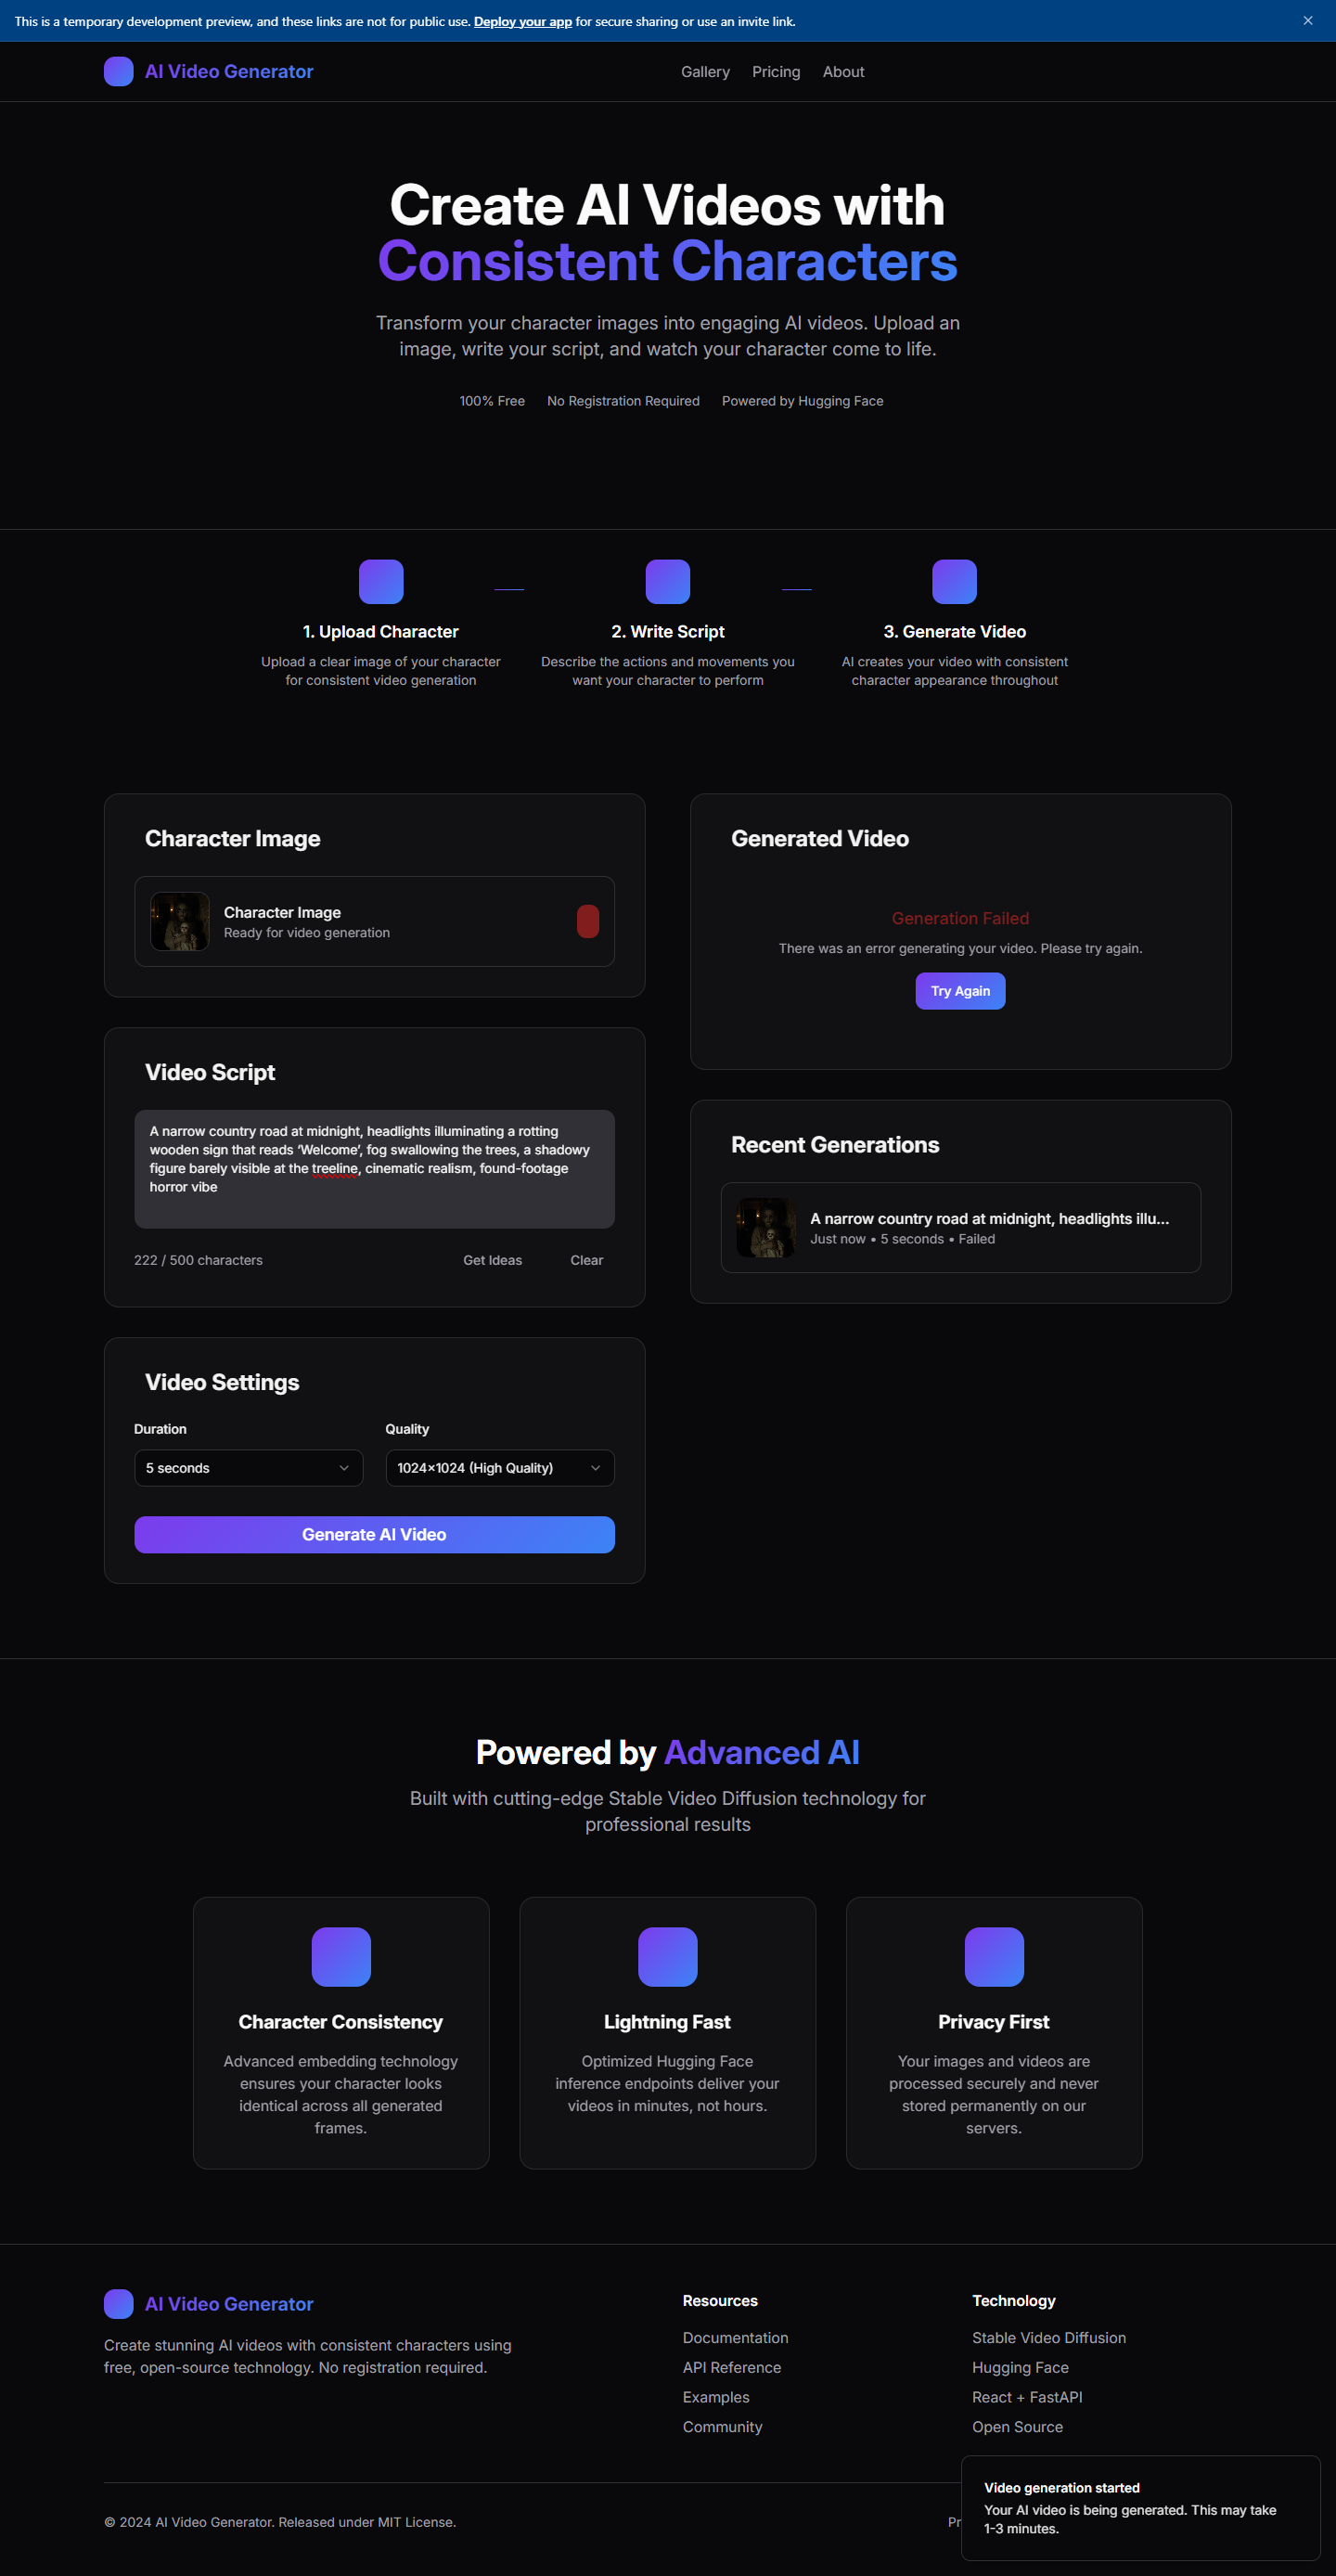 This is a temporary development preview, and these links are not for public use. Deploy your app for secure sharing or use an invite link.
AI Video Generator
Gallery
Pricing
About
Create AI Videos with
Consistent Characters
Transform your character images into engaging AI videos. Upload an
image, write your script, and watch your character come to life.
100% Free
No Registration Required
Powered by Hugging Face
1. Upload Character
Upload a clear image of your character
for consistent video generation
2. Write Script
Describe the actions and movements you
want your character to perform
3. Generate Video
AI creates your video with consistent
character appearance throughout
Character Image
Character Image
Ready for video generation
Video Script
A narrow country road at midnight, headlights illuminating a rotting
wooden sign that reads ‘Welcome’, fog swallowing the trees, a shadowy
figure barely visible at the treeline, cinematic realism, found-footage
horror vibe
222 / 500 characters
Get Ideas
Clear
Video Settings
Duration
Quality
5 seconds
1024×1024 (High Quality)
Generate AI Video
Generated Video
Generation Failed
There was an error generating your video. Please try again.
Try Again
Recent Generations
A narrow country road at midnight, headlights illu...
Just now • 5 seconds • Failed
Powered by Advanced AI
Built with cutting-edge Stable Video Diffusion technology for
professional results
Character Consistency
Advanced embedding technology
ensures your character looks
identical across all generated
frames.
Lightning Fast
Optimized Hugging Face
inference endpoints deliver your
videos in minutes, not hours.
Privacy First
Your images and videos are
processed securely and never
stored permanently on our
servers.
AI Video Generator
Create stunning AI videos with consistent characters using
free, open-source technology. No registration required.
Resources
Documentation
API Reference
Examples
Community
Technology
Stable Video Diffusion
Hugging Face
React + FastAPI
Open Source
© 2024 AI Video Generator. Released under MIT License.
Video generation started
Your AI video is being generated. This may take
1-3 minutes.